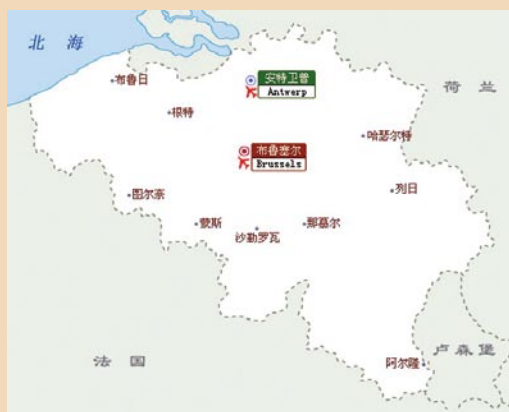 北 海
布鲁日
安特卫普
Antwerp
荷 兰
根特
哈瑟尔特
布鲁塞尔
Brussels
图尔奈
列日
蒙斯
沙勒罗瓦
那慕尔
法 国
卢 森 堡
阿尔隆